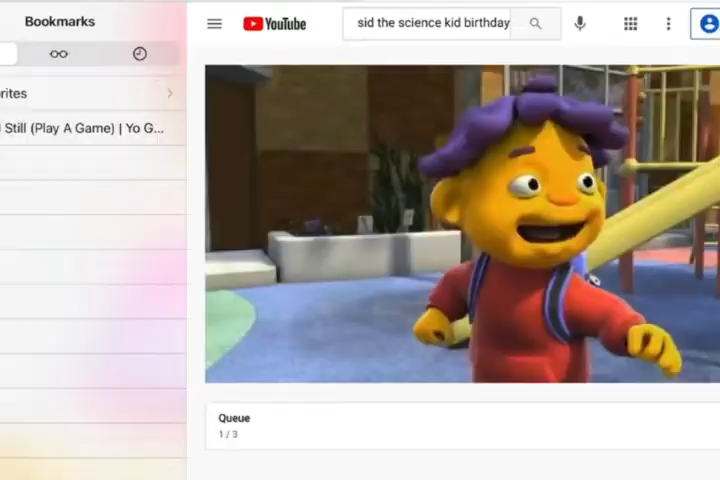 Bookmarks
rites
Still (Play A Game) | Yo G...
YouTube
sid the science kid birthday
Queue
1 / 3